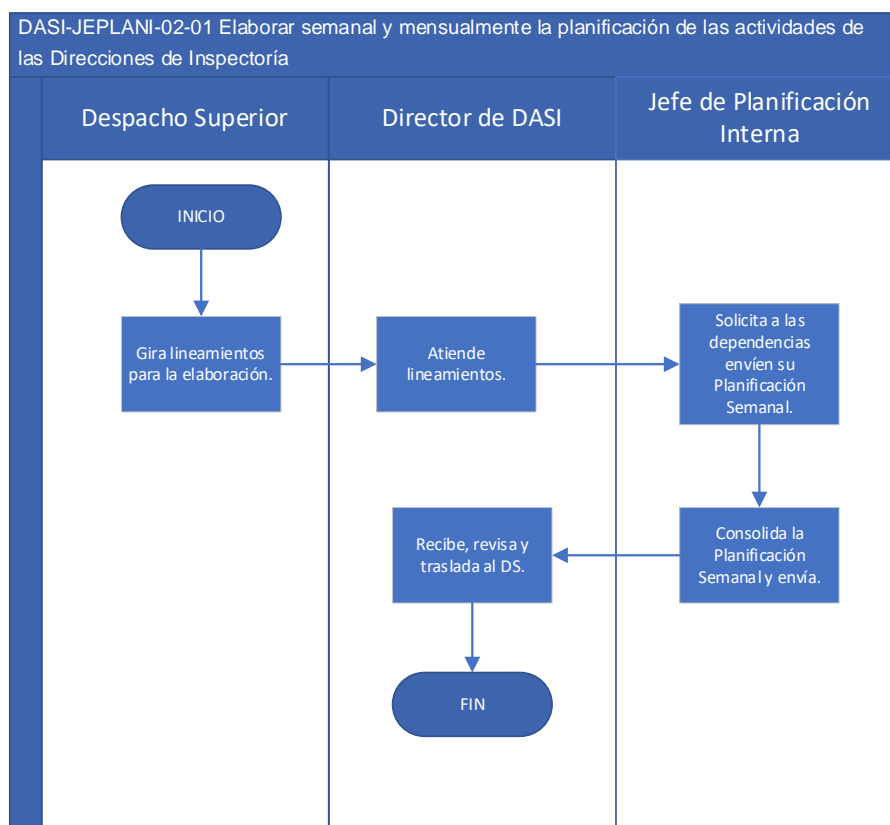 DASI-JEPLANI-02-01 Elaborar semanal y mensualmente la planificación de las actividades de
las Direcciones de Inspectoría
Despacho Superior
Director de DASI
Jefe de Planificación
Interna
INICIO
Gira lineamientos
para la elaboración.
Atiende
lineamientos.
Solicita a las
dependencias
envíen su
Planificación
Semanal.
Recibe, revisa y
traslada al DS.
Consolida la
Planificación
Semanal y envía.
FIN